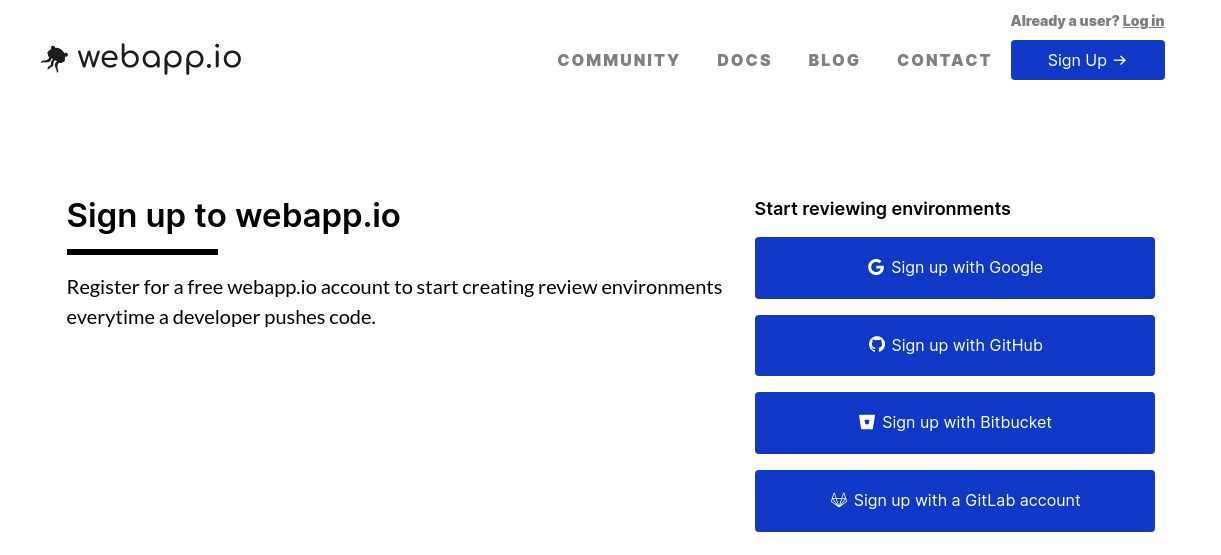 Already a user? Log in
webapp.io
COMMUNITY DOCS BLOG CONTACT Sign Up →
Sign up to webapp.io
Register for a free webapp.io account to start creating review environments
everytime a developer pushes code.
Start reviewing environments
Sign up with Google
Sign up with GitHub
Sign up with Bitbucket
Sign up with a GitLab account